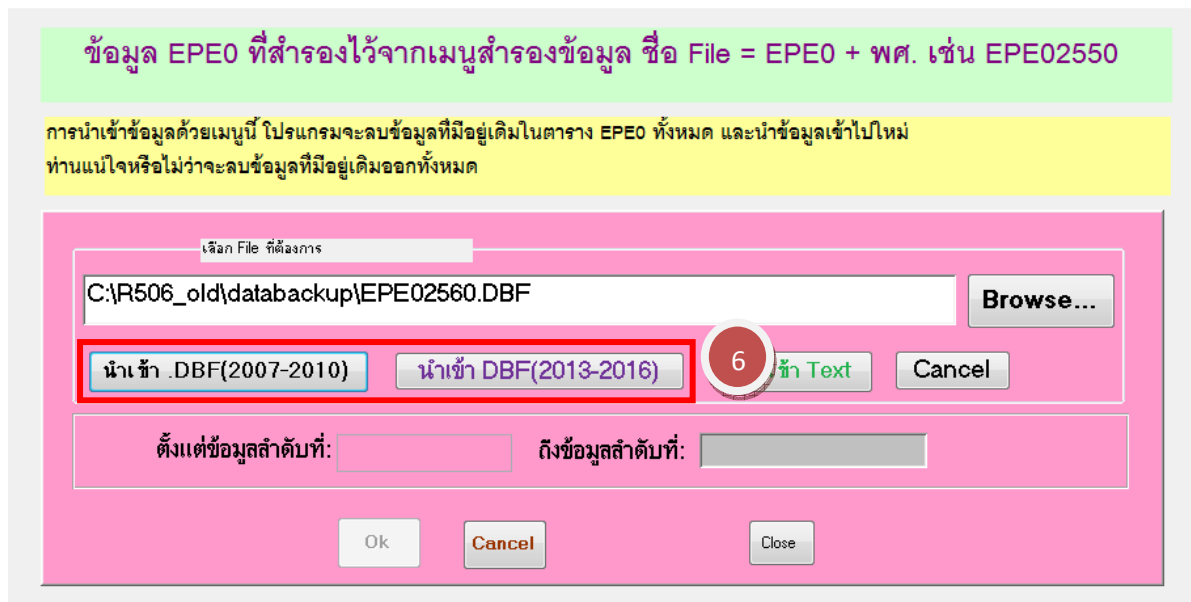 ข้อมูล EPE0 ที่สำรองไว้จากเมนูสำรองข้อมูล ชื่อ File = EPE0 + พศ. เช่น EPE02550
การนำเข้าข้อมูลด้วยเมนูนี้ โปรแกรมจะลบข้อมูลที่มีอยู่เดิมในตาราง EPE0 ทั้งหมด และนำข้อมูลเข้าไปใหม่
ท่านแน่ใจหรือไม่ว่าจะลบข้อมูลที่มีอยู่เดิมออกทั้งหมด
เลือก File ที่ต้องการ
C:\R506_old\databackup\EPE02560.DBF Browse...
นำเข้า .DBF(2007-2010) นำเข้า DBF(2013-2016) 6 Text Cancel
ตั้งแต่ข้อมูลลำดับที่: ถึงข้อมูลลำดับที่:
Ok Cancel Close